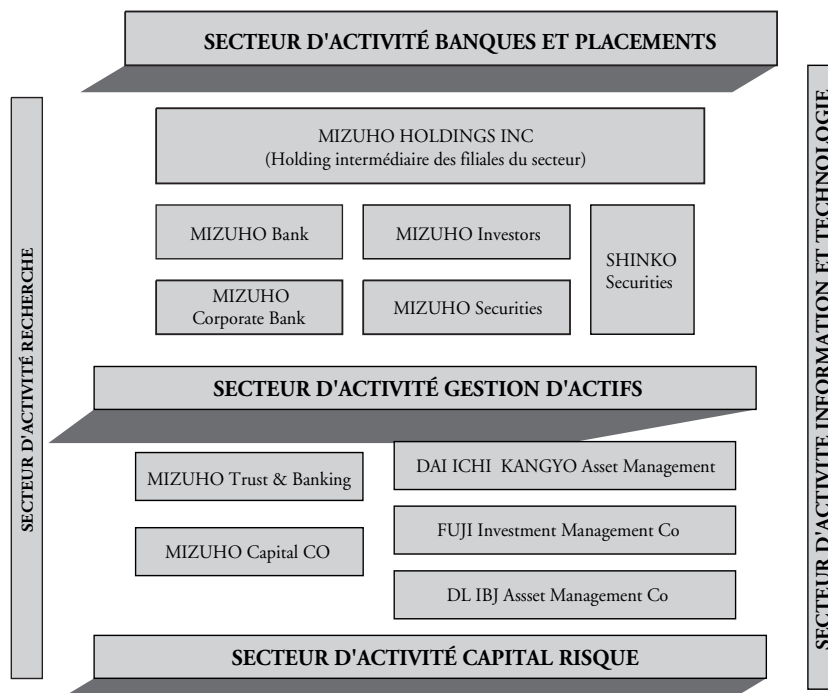 SECTEUR D'ACTIVITÉ BANQUES ET PLACEMENTS
SECTEUR D'ACTIVITÉ RECHERCHE
MIZUHO HOLDINGS INC
(Holding intermédiaire des filiales du secteur)
MIZUHO Bank
MIZUHO Investors
SHINKO
Securities
MIZUHO
Corporate Bank
MIZUHO Securities
SECTEUR D'ACTIVITÉ GESTION D'ACTIFS
MIZUHO Trust & Banking
DAI ICHI KANGYO Asset Management
MIZUHO Capital CO
FUJI Investment Management Co
DL IBJ Assset Management Co
SECTEUR D'ACTIVITÉ CAPITAL RISQUE
SECTEUR D'ACTIVITE INFORMATION ET TECHNOLOGIE